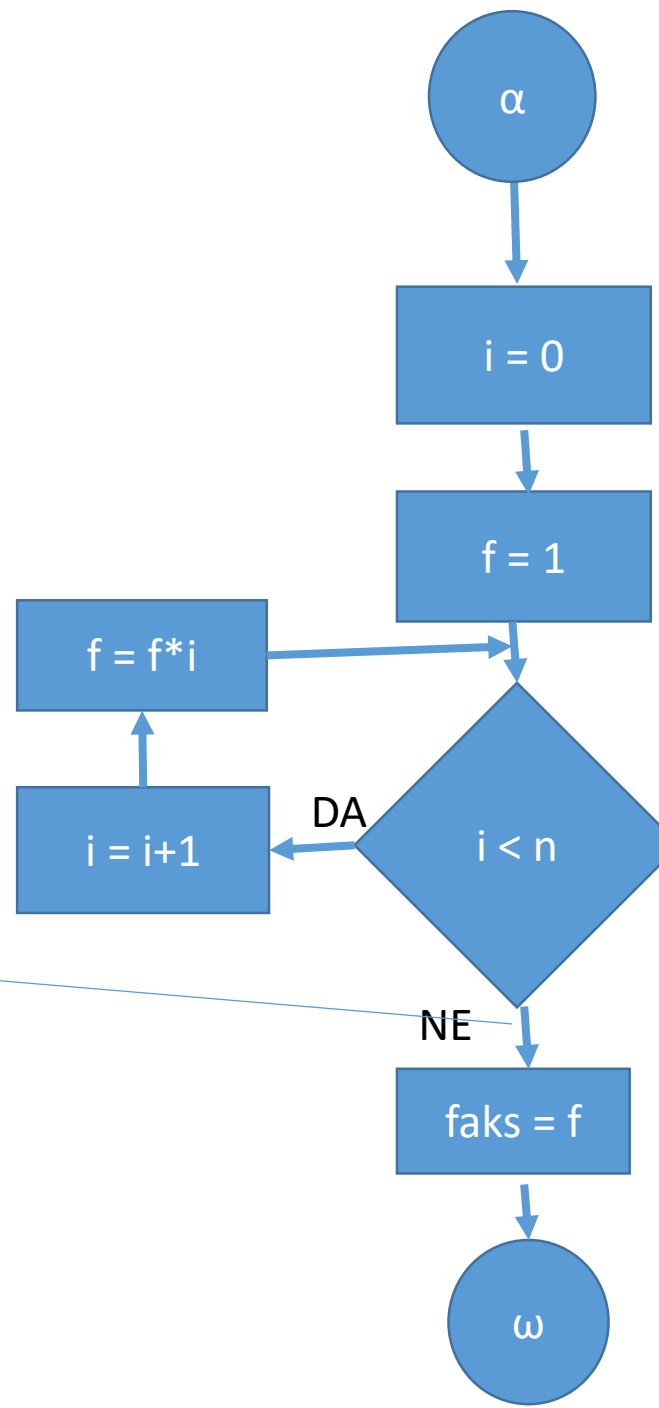 α
i = 0
f = 1
f = f*i
DA
i = i+1
i < n
NE
faks = f
ω